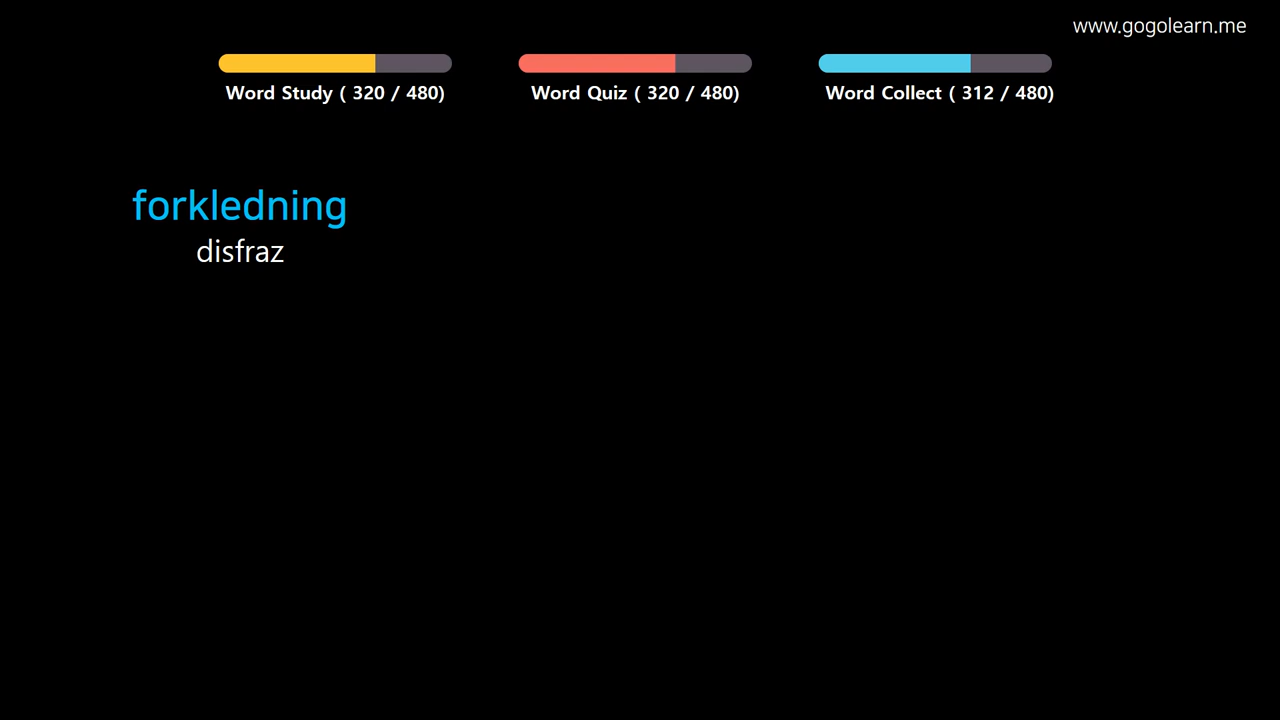 www.gogolearn.me
Word Study ( 320 / 480)
Word Quiz ( 320 / 480)
Word Collect ( 312 / 480)
forkledning
disfraz